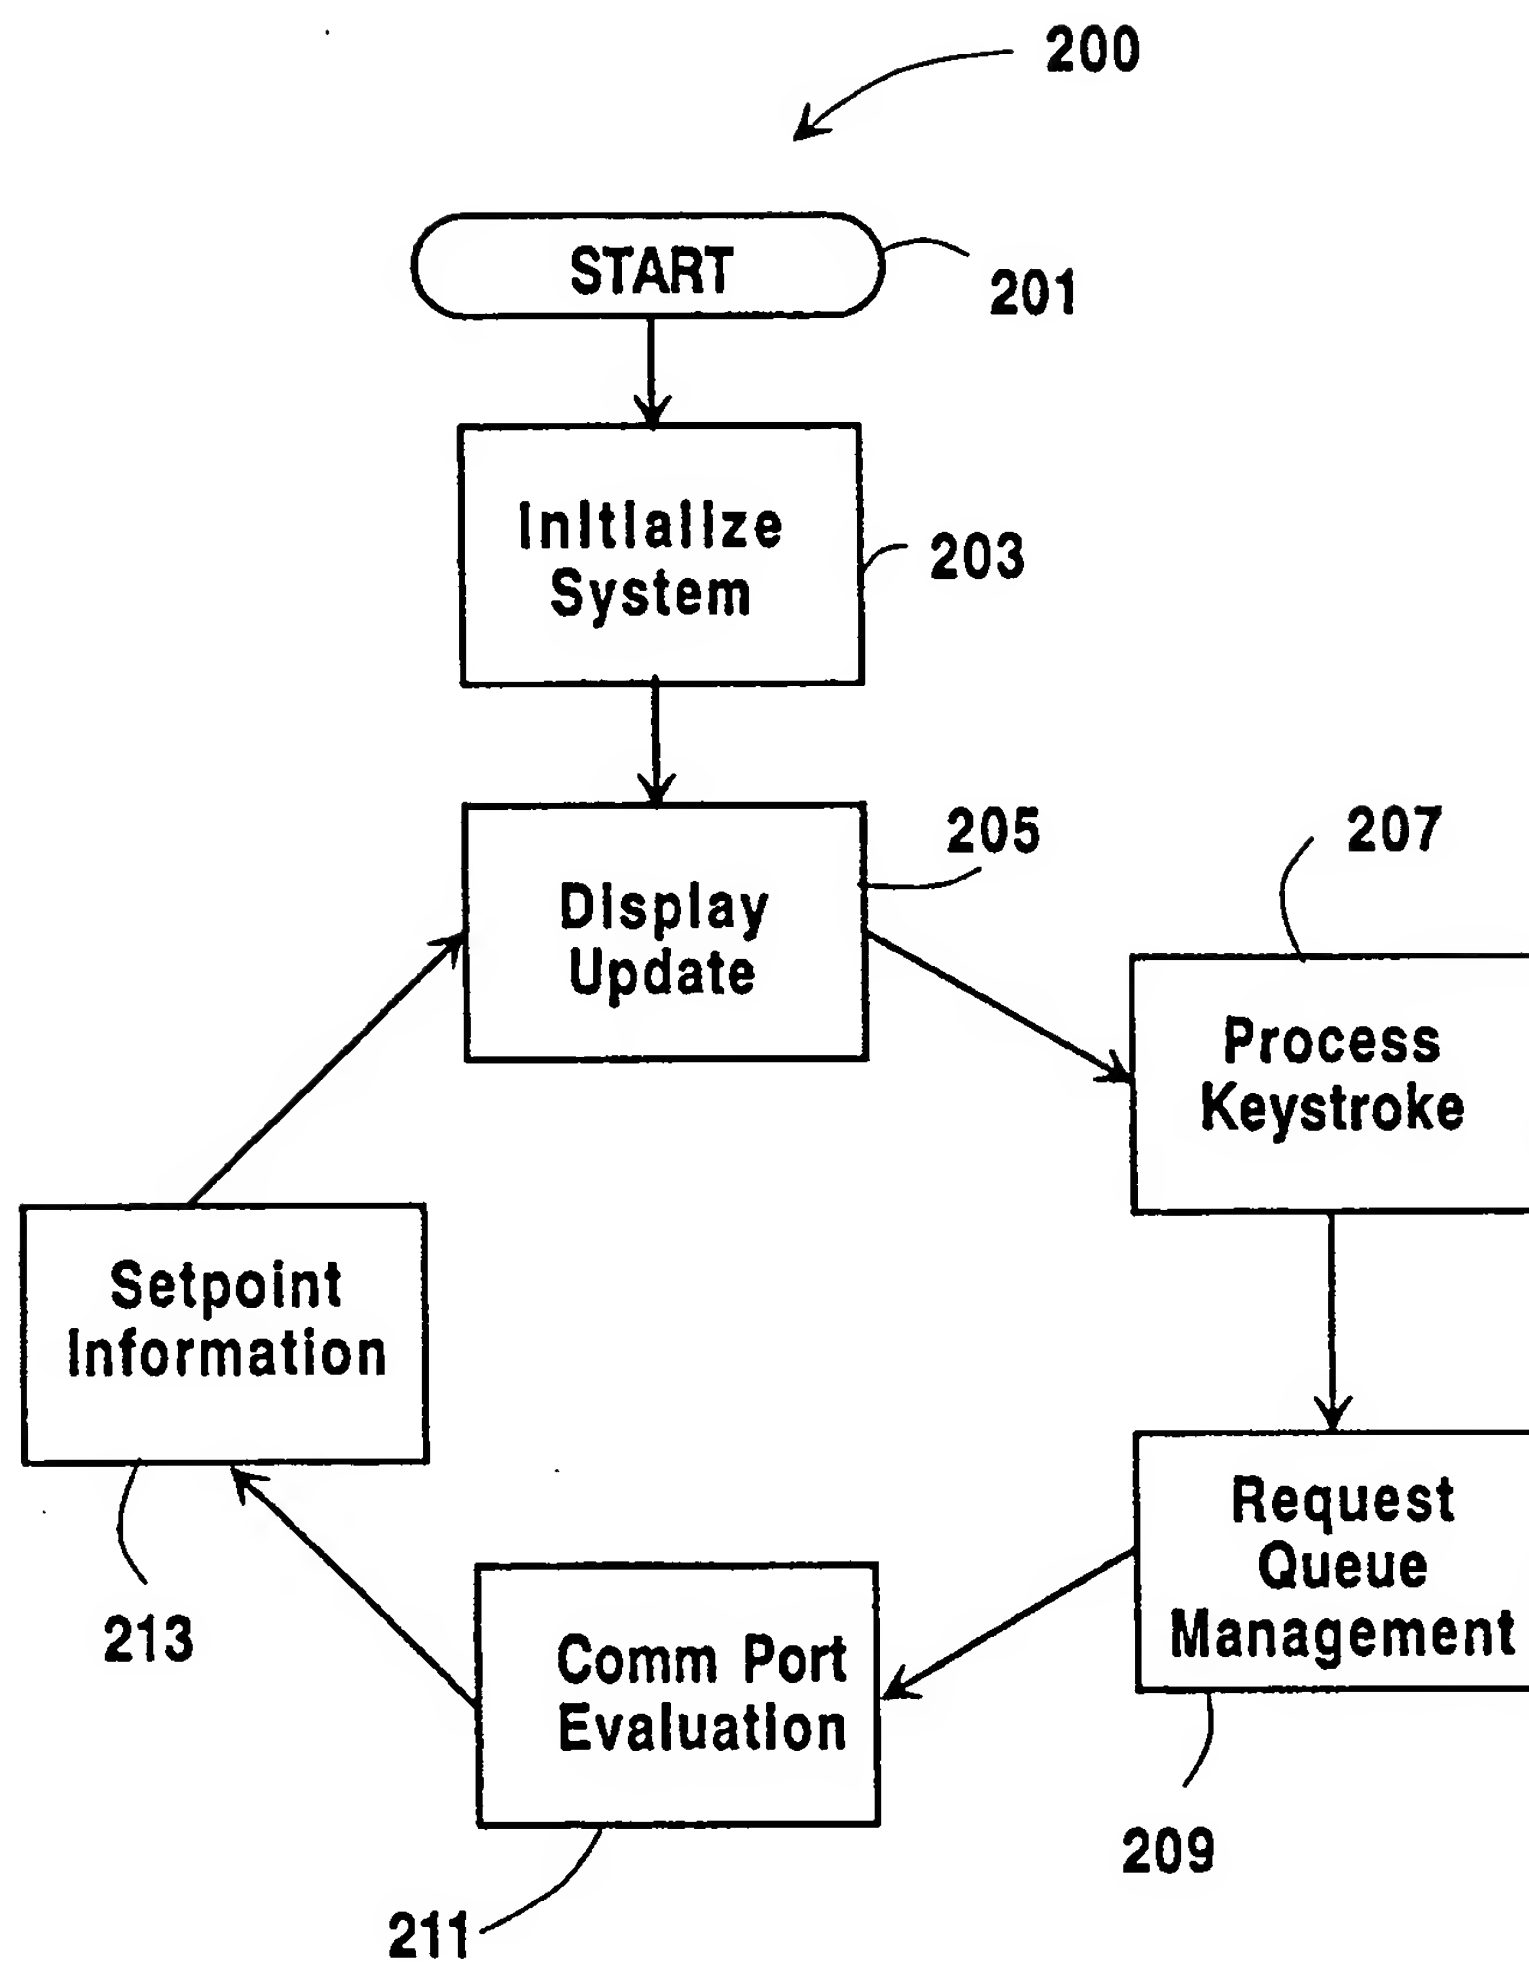 200
START
201
Initialize
System
203
205
Display
Update
207
Process
Keystroke
Setpoint
Information
213
Request
Queue
Management
209
Comm Port
Evaluation
211